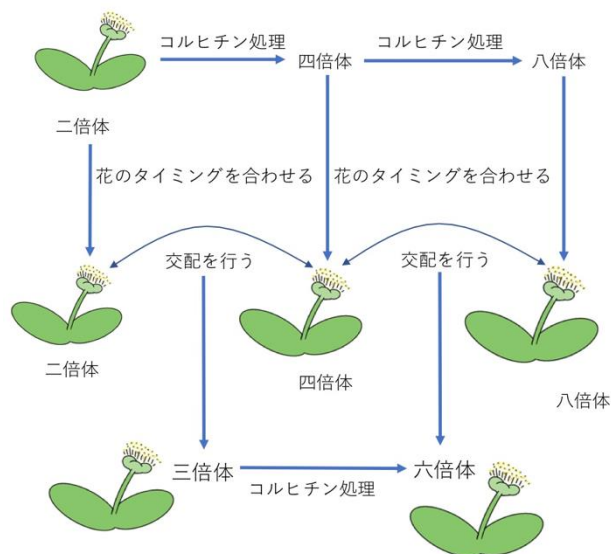 コルヒチン処理
コルヒチン処理
四倍体
八倍体
二倍体
花のタイミングを合わせる
花のタイミングを合わせる
交配を行う
交配を行う
二倍体
四倍体
八倍体
三倍体
六倍体
コルヒチン処理